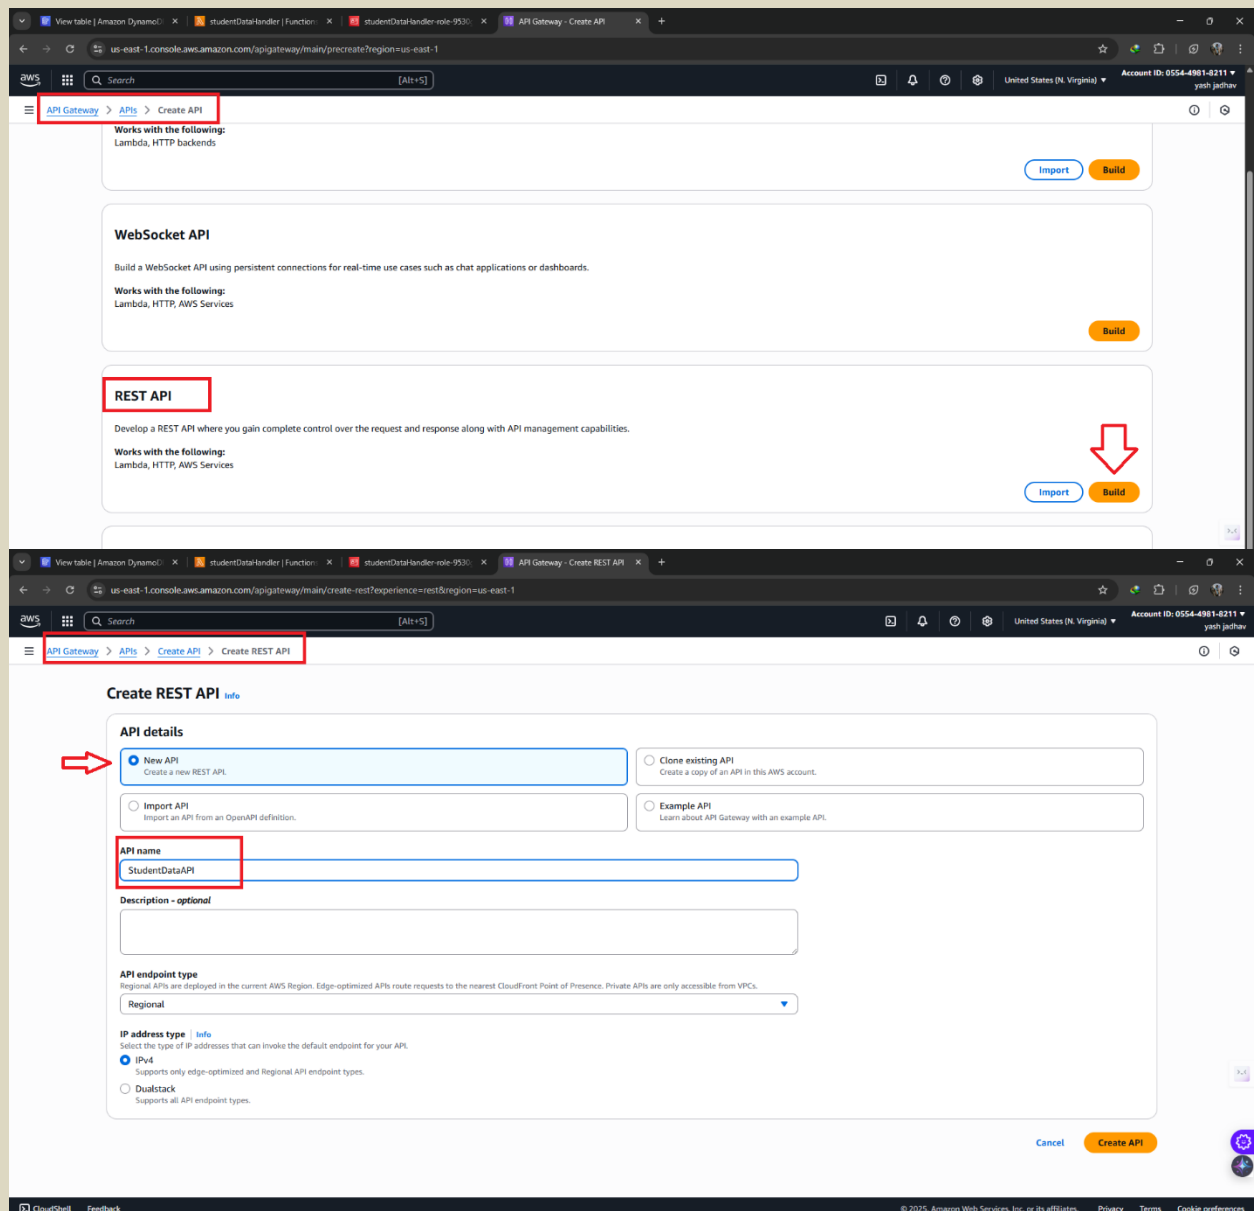 View table | Amazon DynamoD
studentDataHandler | Function
studentDataHandler-role-9530
API Gateway - Create API
us-east-1.console.aws.amazon.com/apigateway/main/precreate?region=us-east-1
aws
Search
[Alt+S]
United States (N. Virginia)
Account ID: 0554-4981-8211
yash jadhav
API Gateway > APIs > Create API
Works with the following:
Lambda, HTTP backends
Import
Build
WebSocket API
Build a WebSocket API using persistent connections for real-time use cases such as chat applications or dashboards.
Works with the following:
Lambda, HTTP, AWS Services
Build
REST API
Develop a REST API where you gain complete control over the request and response along with API management capabilities.
Works with the following:
Lambda, HTTP, AWS Services
Import
Build
View table | Amazon DynamoD
studentDataHandler | Function
studentDataHandler-role-9530
API Gateway - Create REST API
us-east-1.console.aws.amazon.com/apigateway/main/create-rest?experience=rest&region=us-east-1
aws
Search
[Alt+S]
United States (N. Virginia)
Account ID: 0554-4981-8211
yash jadhav
API Gateway > APIs > Create API > Create REST API
Create REST API Info
API details
New API
Create a new REST API.
Clone existing API
Create a copy of an API in this AWS account.
Import API
Import an API from an OpenAPI definition.
Example API
Learn about API Gateway with an example API.
API name
StudentDataAPI
Description - optional
API endpoint type
Regional APIs are deployed in the current AWS Region. Edge-optimized APIs route requests to the nearest CloudFront Point of Presence. Private APIs are only accessible from VPCs.
Regional
IP address type | Info
Select the type of IP addresses that can invoke the default endpoint for your API.
IPv4
Supports only edge-optimized and Regional API endpoint types.
Dualstack
Supports all API endpoint types.
Cancel
Create API
CloudShell
Feedback
© 2025, Amazon Web Services, Inc. or its affiliates.
Privacy
Terms
Cookie preferences